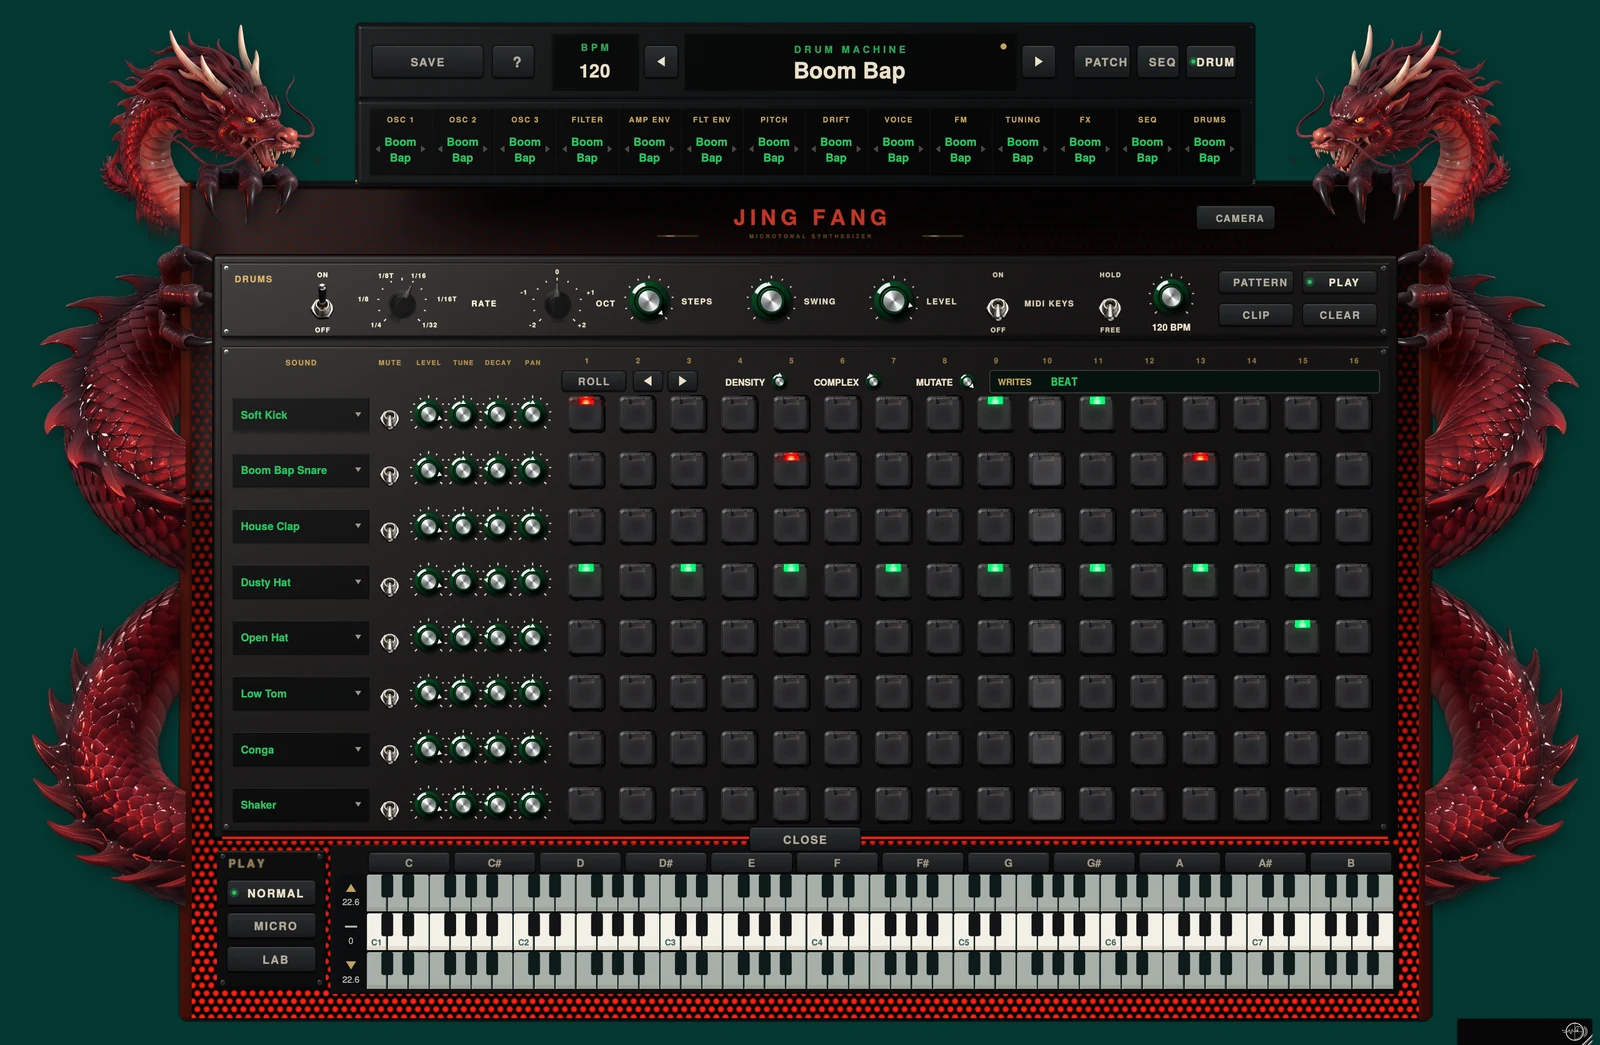 SAVE
?
BPM
120
DRUM MACHINE
Boom Bap
PATCH
SEQ
DRUM
OSC 1 OSC 2 OSC 3 FILTER AMP ENV FLT ENV PITCH DRIFT VOICE FM TUNING FX SEQ DRUMS
Boom Bap Boom Bap Boom Bap Boom Bap Boom Bap Boom Bap Boom Bap Boom Bap Boom Bap Boom Bap Boom Bap Boom Bap Boom Bap Boom Bap
JING FANG
MICROTONAL SYNTHESIZER
CAMERA
DRUMS
ON
OFF
1/8T 1/16
1/8 1/16T
1/4 1/32
RATE
0
-1 +1
-2 +2
OCT
STEPS
SWING
LEVEL
ON
OFF
MIDI KEYS
HOLD
FREE
120 BPM
PATTERN PLAY
CLIP CLEAR
SOUND MUTE LEVEL TUNE DECAY PAN 1 2 3 4 5 6 7 8 9 10 11 12 13 14 15 16
ROLL DENSITY COMPLEX MUTATE WRITES BEAT
Soft Kick
Boom Bap Snare
House Clap
Dusty Hat
Open Hat
Low Tom
Conga
Shaker
CLOSE
PLAY
NORMAL
MICRO
LAB
C C# D D# E F F# G G# A A# B
22.6
0
22.6
C1 C2 C3 C4 C5 C6 C7